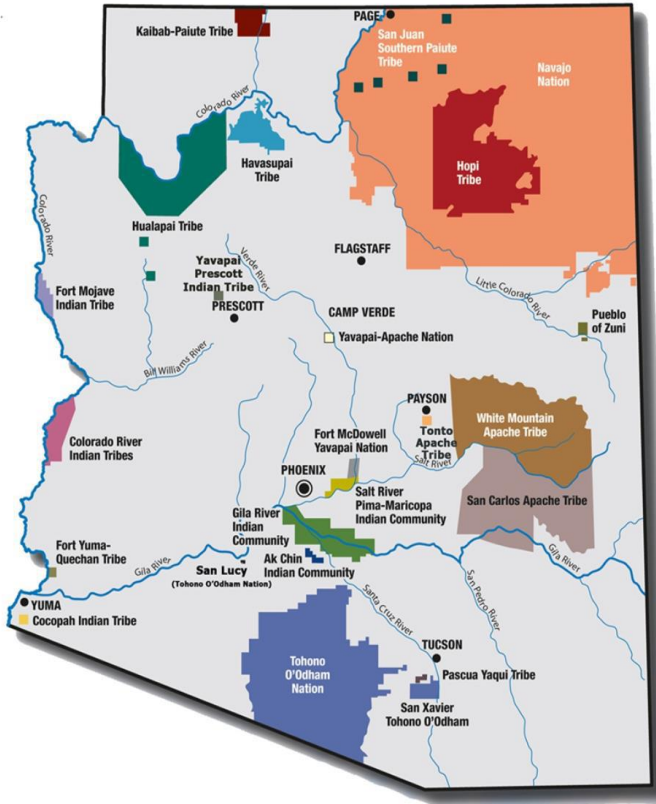 PAGE
Kaibab-Paiute Tribe
San Juan
Southern Paiute
Tribe
Navajo
Nation
Colorado River
Havasupai
Tribe
Hopi
Tribe
Colorado River
Hualapai Tribe
FLAGSTAFF
Verde River
Yavapai
Prescott
Indian Tribe
PRESCOTT
Fort Mojave
Indian Tribe
Little Colorado River
CAMP VERDE
Yavapai-Apache Nation
Pueblo
of Zuni
Bill Williams River
PAYSON
Tonto
Apache
Tribe
White Mountain
Apache Tribe
Colorado River
Indian Tribes
Fort McDowell
Yavapai Nation
Salt River
PHOENIX
Salt River
Pima-Maricopa
Indian Community
San Carlos Apache Tribe
Gila River
Indian
Community
Fort Yuma-
Quechan Tribe
Gila River
San Lucy
(Tohono O'Odham Nation)
Ak Chin
Indian Community
Gila River
Santa Cruz River
San Pedro River
YUMA
Cocopah Indian Tribe
TUCSON
Tohono
O'Odham
Nation
Pascua Yaqui Tribe
San Xavier
Tohono O'Odham